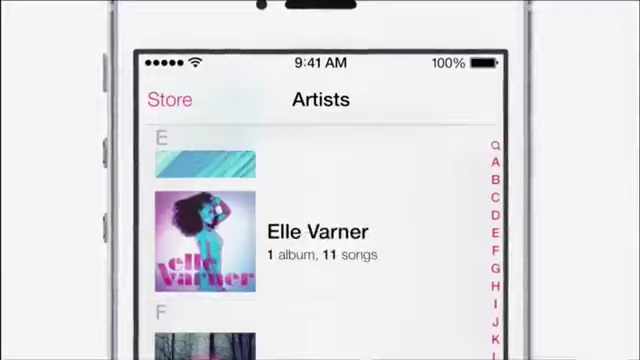 9:41 AM
100%
Store
Artists
E
elle
varner
Elle Varner
1 album, 11 songs
F
A
B
C
D
E
F
G
H
I
J
K